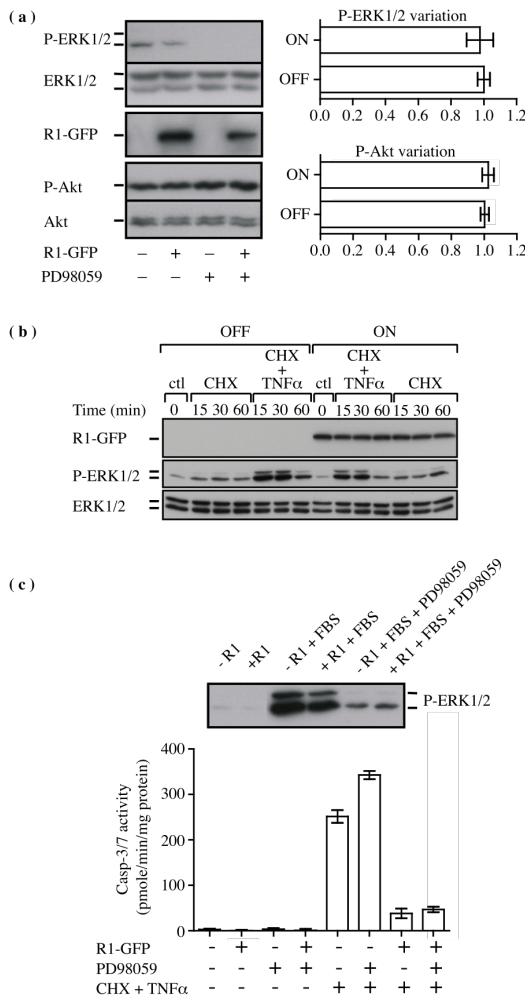 ( a )
P-ERK1/2
ERK1/2
R1-GFP
P-Akt
Akt
R1-GFP – + – +
PD98059 – – + +
P-ERK1/2 variation
ON
OFF
0.0 0.2 0.4 0.6 0.8 1.0 1.2
P-Akt variation
ON
OFF
0.0 0.2 0.4 0.6 0.8 1.0 1.2
( b )
OFF ON
ctl CHX CHX + TNFα ctl CHX + TNFα CHX
Time (min) 0 15 30 60 15 30 60 0 15 30 60 15 30 60
R1-GFP
P-ERK1/2
ERK1/2
( c )
- R1
+R1
- R1 + FBS
+ R1 + FBS
- R1 + FBS + PD98059
+ R1 + FBS + PD98059
P-ERK1/2
Casp-3/7 activity
(pmole/min/mg protein)
400
300
200
100
0
R1-GFP - + - + - - + +
PD98059 - - + + - + - +
CHX + TNFα - - - - + + + +